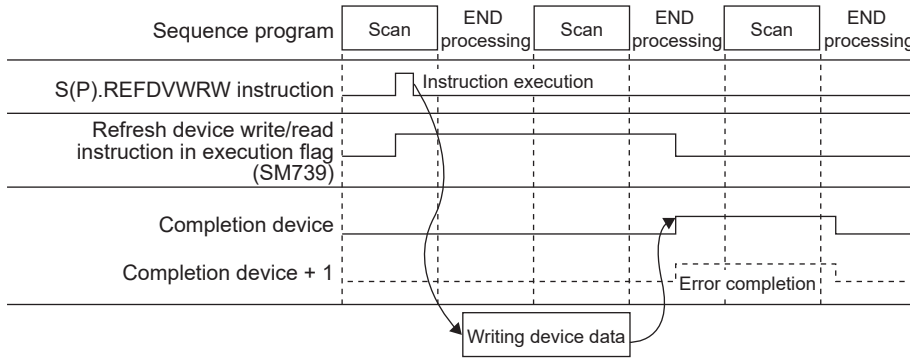 Sequence program
Scan
END
processing
Scan
END
processing
Scan
END
processing
S(P).REFDVWRW instruction
Instruction execution
Refresh device write/read
instruction in execution flag
(SM739)
Completion device
Completion device + 1
Error completion
Writing device data